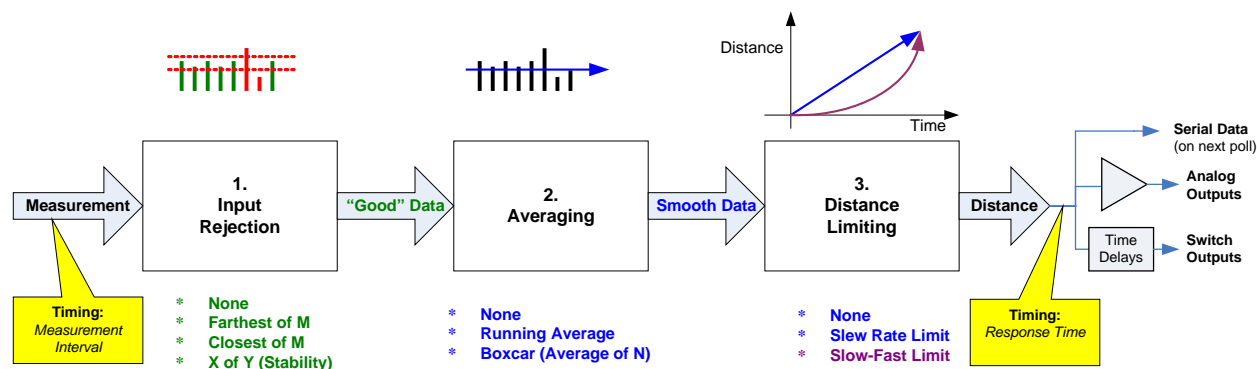 Distance
Time
Measurement
1.
Input
Rejection
“Good” Data
2.
Averaging
Smooth Data
3.
Distance
Limiting
Distance
Serial Data
(on next poll)
Analog
Outputs
Time
Delays
Switch
Outputs
Timing:
Measurement
Interval
* None
* Farthest of M
* Closest of M
* X of Y (Stability)
* None
* Running Average
* Boxcar (Average of N)
* None
* Slew Rate Limit
* Slow-Fast Limit
Timing:
Response Time